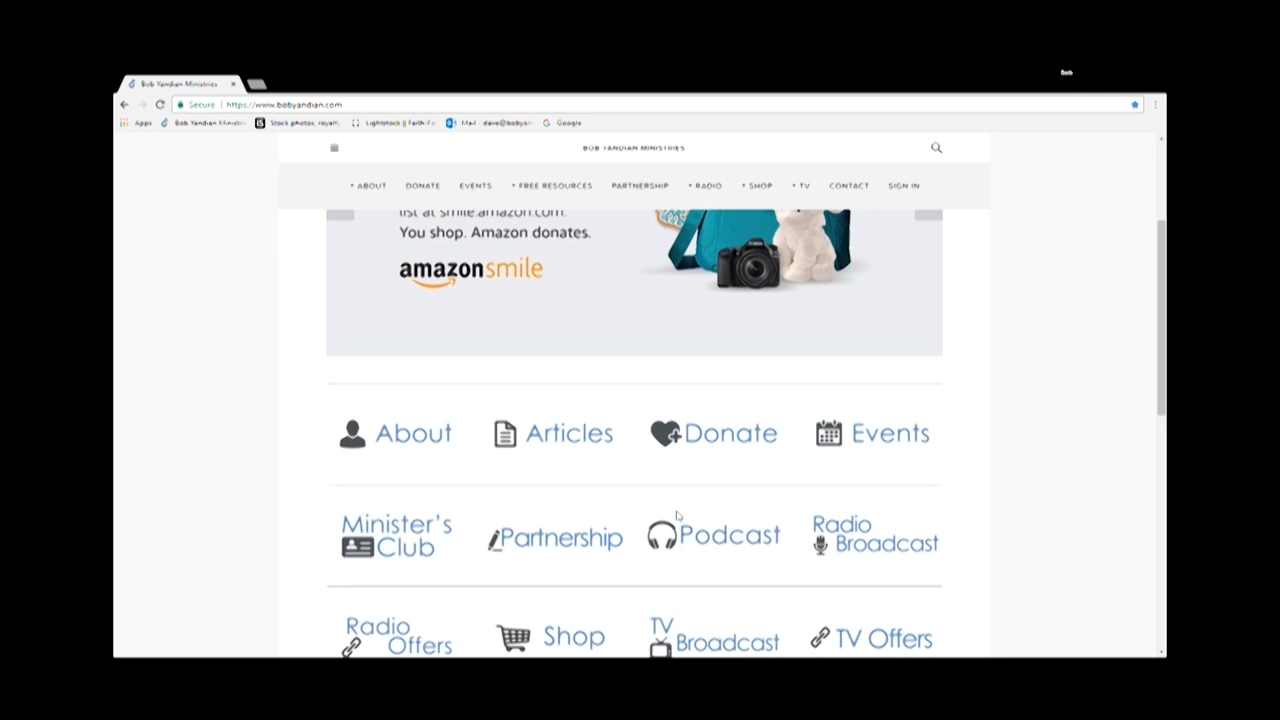 Bob
Bob Yandian Ministries
Secure | https://www.bobyandian.com
Apps Bob Yandian Ministri Stock photos, royalty Lightstock || Faith-Fo Mail - dave@bobyan Google
BOB YANDIAN MINISTRIES
+ ABOUT DONATE EVENTS + FREE RESOURCES PARTNERSHIP + RADIO + SHOP + TV CONTACT SIGN IN
list at smile.amazon.com.
You shop. Amazon donates.
amazonsmile
About Articles Donate Events
Minister's Club Partnership Podcast Radio Broadcast
Radio Offers Shop TV Broadcast TV Offers